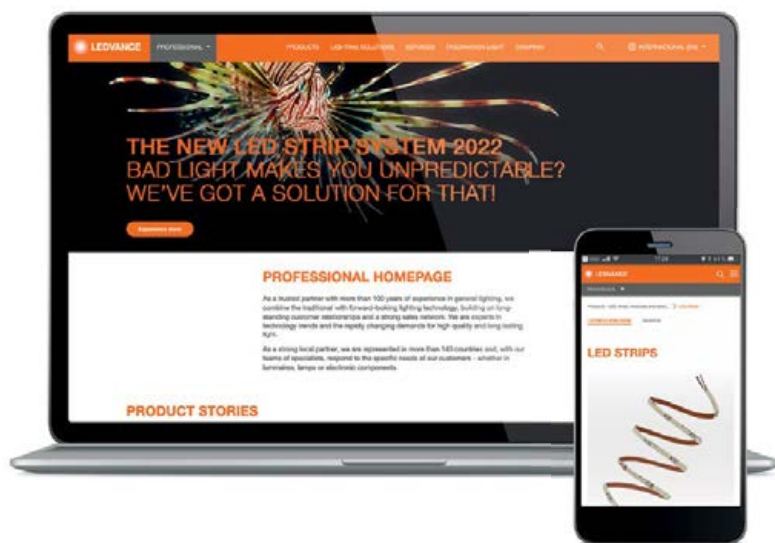 LEDVANCE
PROFESSIONAL
PRODUCTS LIGHTING SOLUTIONS SERVICES COMPANY
INTERNATIONAL (EN)
THE NEW LED STRIP SYSTEM 2022
BAD LIGHT MAKES YOU UNPREDICTABLE?
WE'VE GOT A SOLUTION FOR THAT!
Experience more
PROFESSIONAL HOMEPAGE
As a trusted partner with more than 100 years of experience in general lighting, we
combine the traditional with forward-looking lighting technology, building on long-
standing customer relationships and a strong sales network. We are experts in
technology trends and the rapidly changing demands for high quality and long lasting
light.
As a strong local partner, we are represented in more than 140 countries and, with our
teams of specialists, respond to the specific needs of our customers – whether in
luminaires, lamps or electronic components.
PRODUCT STORIES
LEDVANCE
LED STRIPS